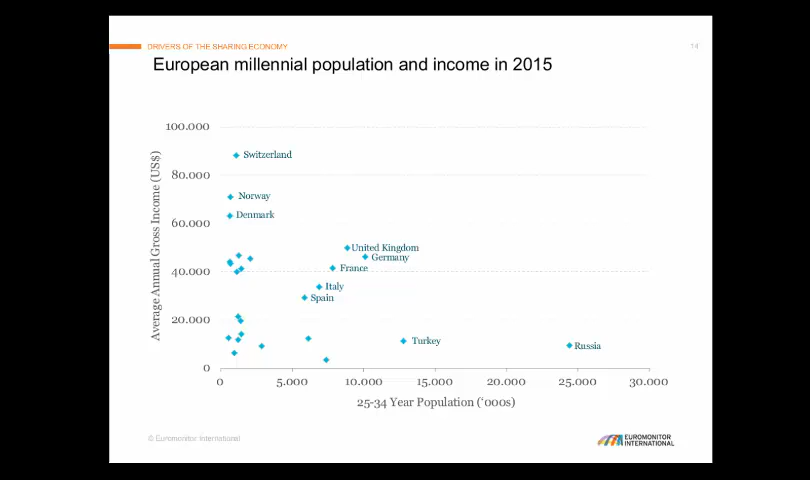 DRIVERS OF THE SHARING ECONOMY
14
European millennial population and income in 2015
100.000
80.000
60.000
40.000
20.000
0
Average Annual Gross Income (US$)
Switzerland
Norway
Denmark
United Kingdom
Germany
France
Italy
Spain
Turkey
Russia
0 5.000 10.000 15.000 20.000 25.000 30.000
25-34 Year Population ('000s)
© Euromonitor International
EUROMONITOR
INTERNATIONAL